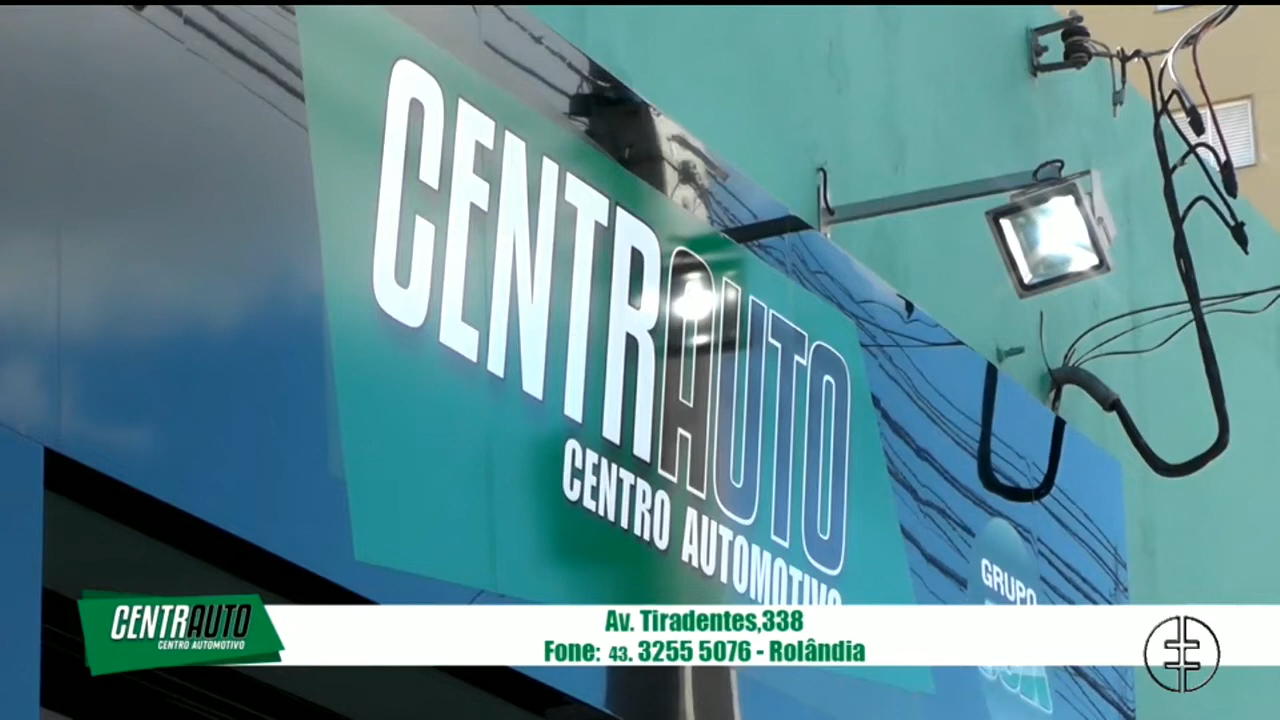 CENTRAUTO
CENTRO AUTOMOTIVO
GRUPO
CENTRAUTO
CENTRO AUTOMOTIVO
Av. Tiradentes,338
Fone: 43. 3255 5076 - Rolândia